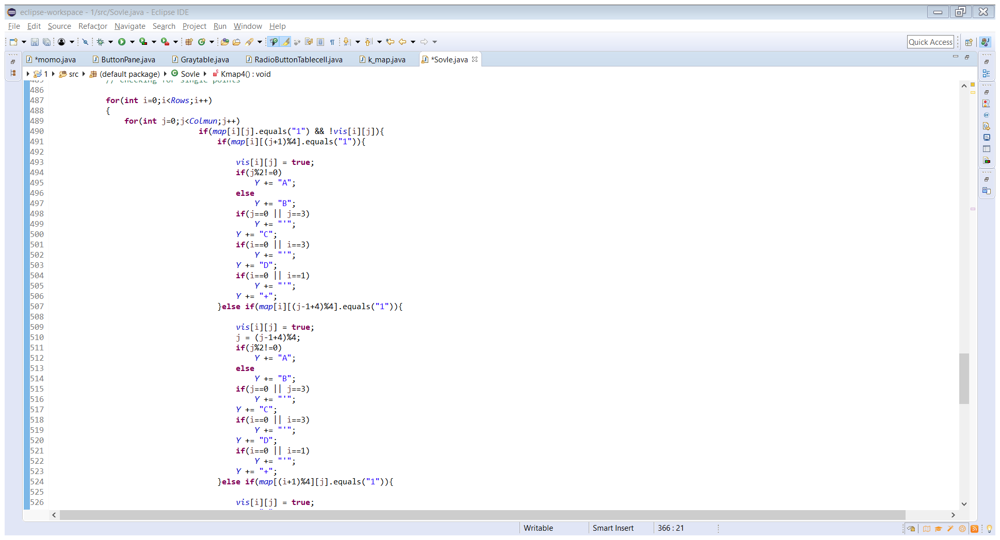 eclipse-workspace - 1/src/Sovle.java - Eclipse IDE
File Edit Source Refactor Navigate Search Project Run Window Help
Quick Access
*momo.java ButtonPane.java Graytable.java RadioButtonTablecell.java k_map.java *Sovle.java
1 src (default package) Sovle Kmap4() : void
// Checking for single points
486
487 for(int i=0;i<Rows;i++)
488 {
489 for(int j=0;j<Colmun;j++)
490 if(map[i][j].equals("1") && !vis[i][j]){
491 if(map[i][(j+1)%4].equals("1")){
492
493 vis[i][j] = true;
494 if(j%2!=0)
495 Y += "A";
496 else
497 Y += "B";
498 if(j==0 || j==3)
499 Y += "'";
500 Y += "C";
501 if(i==0 || i==3)
502 Y += "'";
503 Y += "D";
504 if(i==0 || i==1)
505 Y += "'";
506 Y += "+";
507 }else if(map[i][(j-1+4)%4].equals("1")){
508
509 vis[i][j] = true;
510 j = (j-1+4)%4;
511 if(j%2!=0)
512 Y += "A";
513 else
514 Y += "B";
515 if(j==0 || j==3)
516 Y += "'";
517 Y += "C";
518 if(i==0 || i==3)
519 Y += "'";
520 Y += "D";
521 if(i==0 || i==1)
522 Y += "'";
523 Y += "+";
524 }else if(map[(i+1)%4][j].equals("1")){
525
526 vis[i][j] = true;
Writable Smart Insert 366 : 21